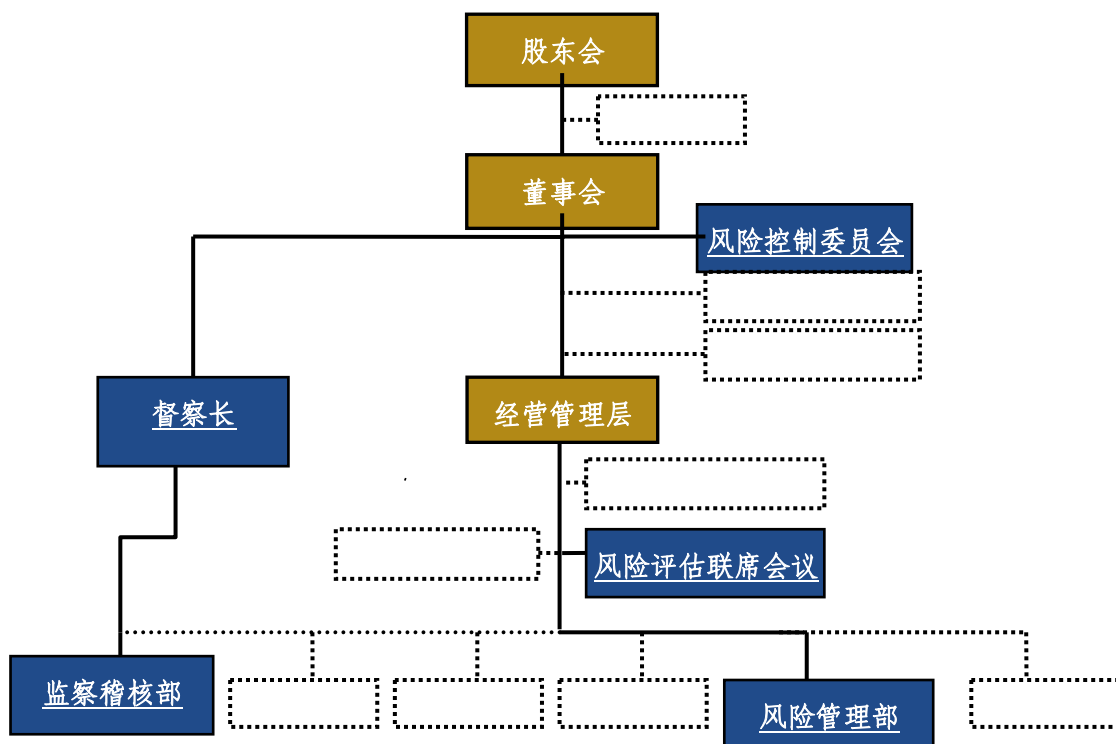 股东会
董事会
风险控制委员会
督察长
经营管理层
风险评估联席会议
监察稽核部
风险管理部